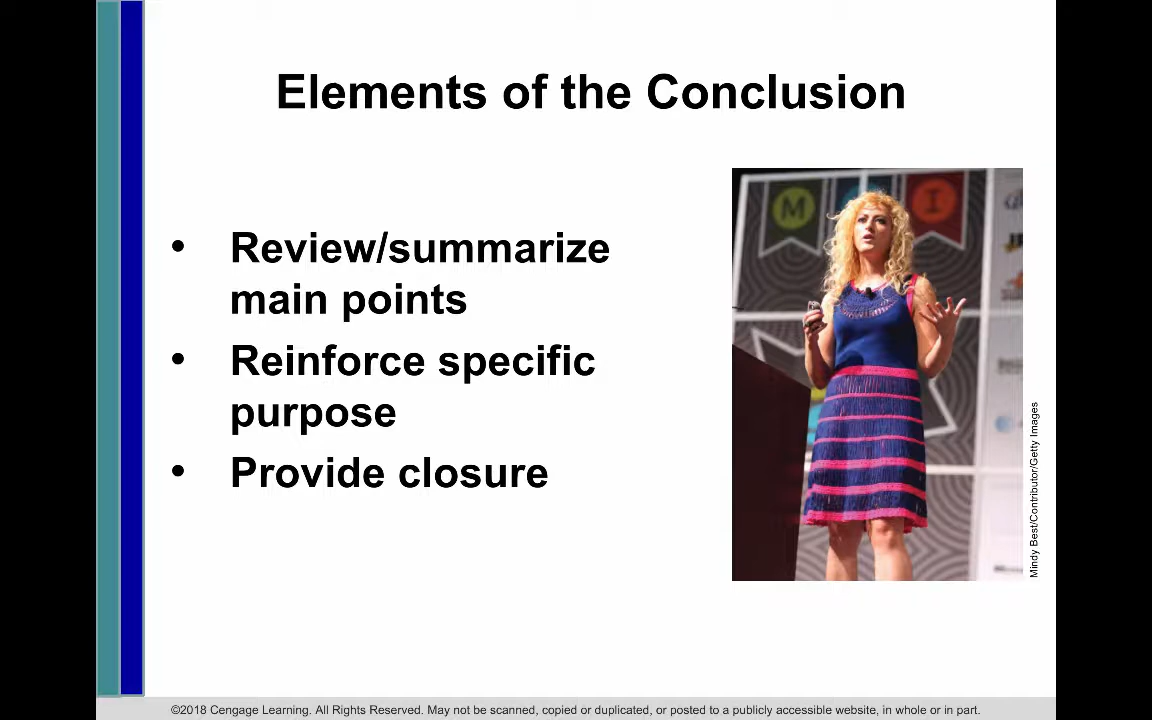 Elements of the Conclusion
• Review/summarize
main points
• Reinforce specific
purpose
• Provide closure
M
I
Mindy Best/Contributor/Getty Images
©2018 Cengage Learning. All Rights Reserved. May not be scanned, copied or duplicated, or posted to a publicly accessible website, in whole or in part.